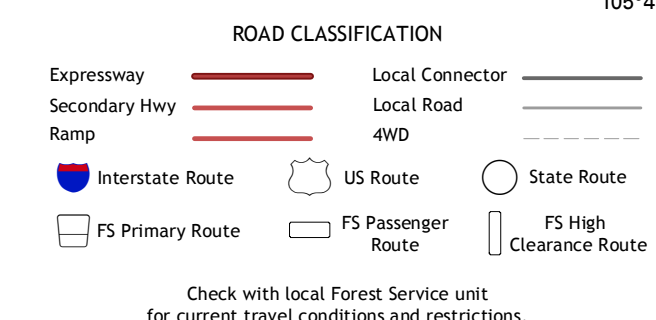 105°4
ROAD CLASSIFICATION
Expressway
Local Connector
Secondary Hwy
Local Road
Ramp
4WD
Interstate Route
US Route
State Route
FS Primary Route
FS Passenger
Route
FS High
Clearance Route
Check with local Forest Service unit
for current travel conditions and restrictions.